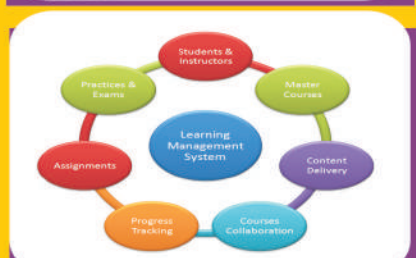 Students &
Instructors
Master
Courses
Content
Delivery
Courses
Collaboration
Progress
Tracking
Assignments
Practices &
Exams
Learning
Management
System